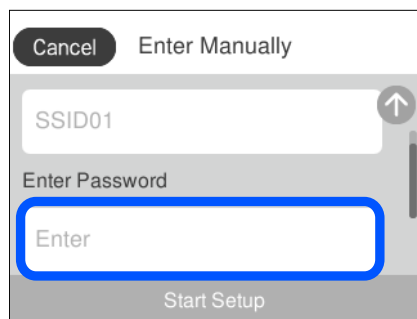 Cancel Enter Manually
SSID01
Enter Password
Enter
Start Setup